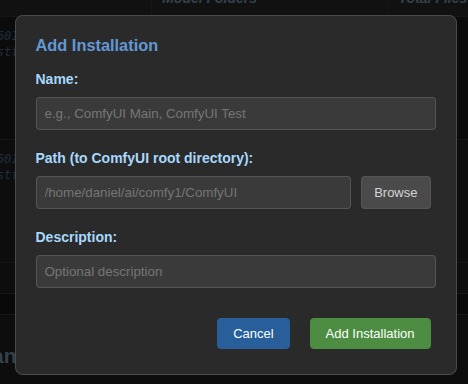 Model Folders
Total Files
Add Installation
Name:
e.g., ComfyUI Main, ComfyUI Test
Path (to ComfyUI root directory):
/home/daniel/ai/comfy1/ComfyUI
Browse
Description:
Optional description
Cancel
Add Installation